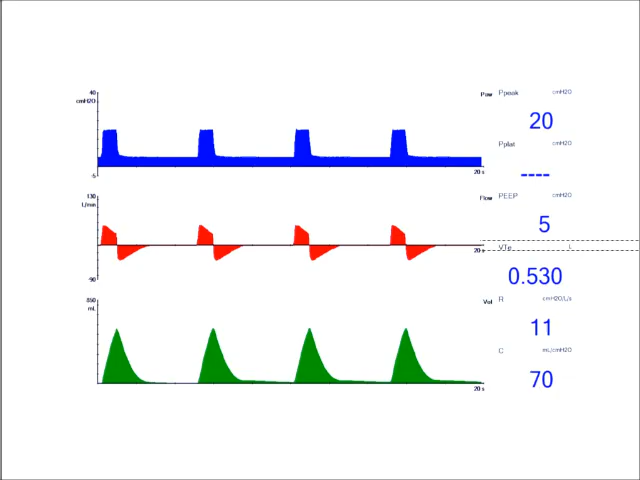 40
cmH2O
-5
20 s
Paw
Ppeak cmH2O
20
Pplat cmH2O
----
130
L/min
-90
20 s
Flow
PEEP cmH2O
5
VTe L
0.530
850
mL
20 s
Vol
R cmH2O/L/s
11
C mL/cmH2O
70